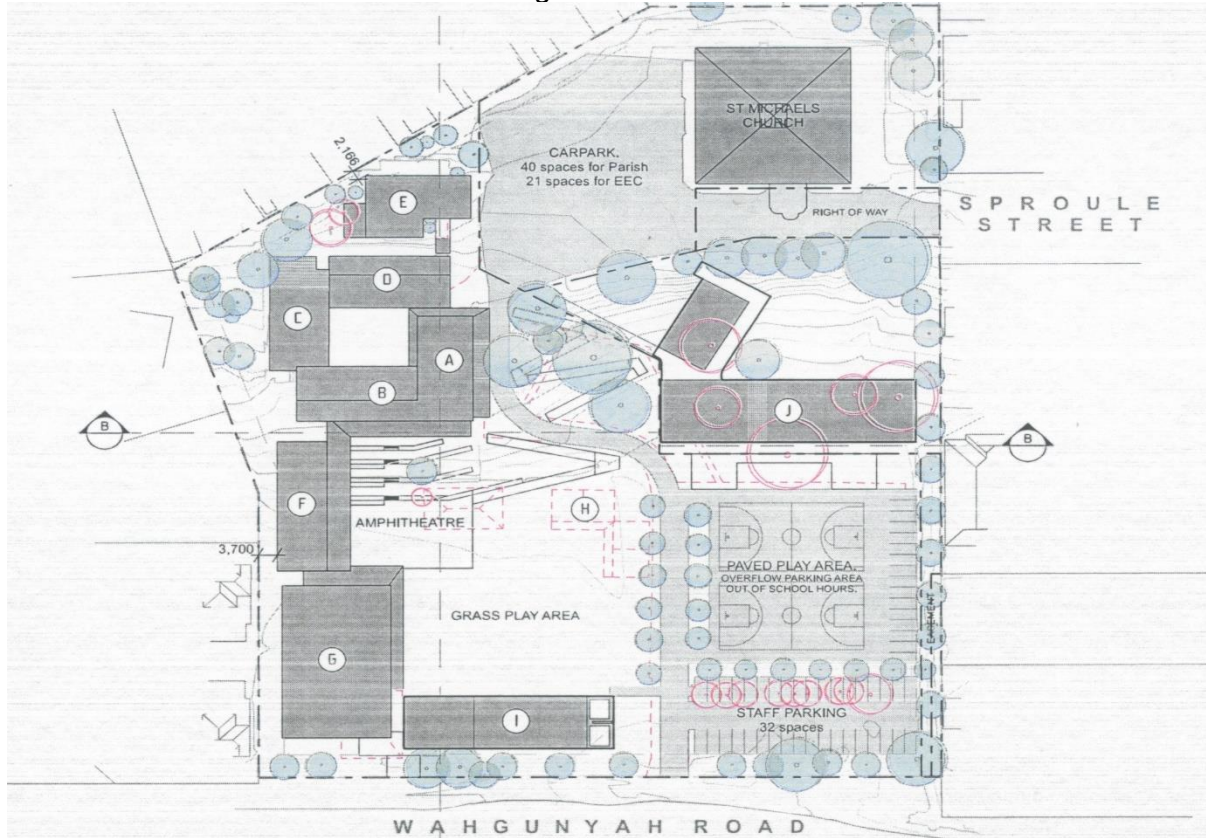 ST MICHAELS
CHURCH
CARPARK.
40 spaces for Parish
21 spaces for EEC
2,166
E
RIGHT OF WAY
SPROULE
STREET
D
C
A
B
J
B
B
F
H
AMPHITHEATRE
3,700
PAVED PLAY AREA.
OVERFLOW PARKING AREA
OUT OF SCHOOL HOURS.
GRASS PLAY AREA
EASEMENT
G
I
STAFF PARKING
32 spaces
WAHGUNYAH ROAD